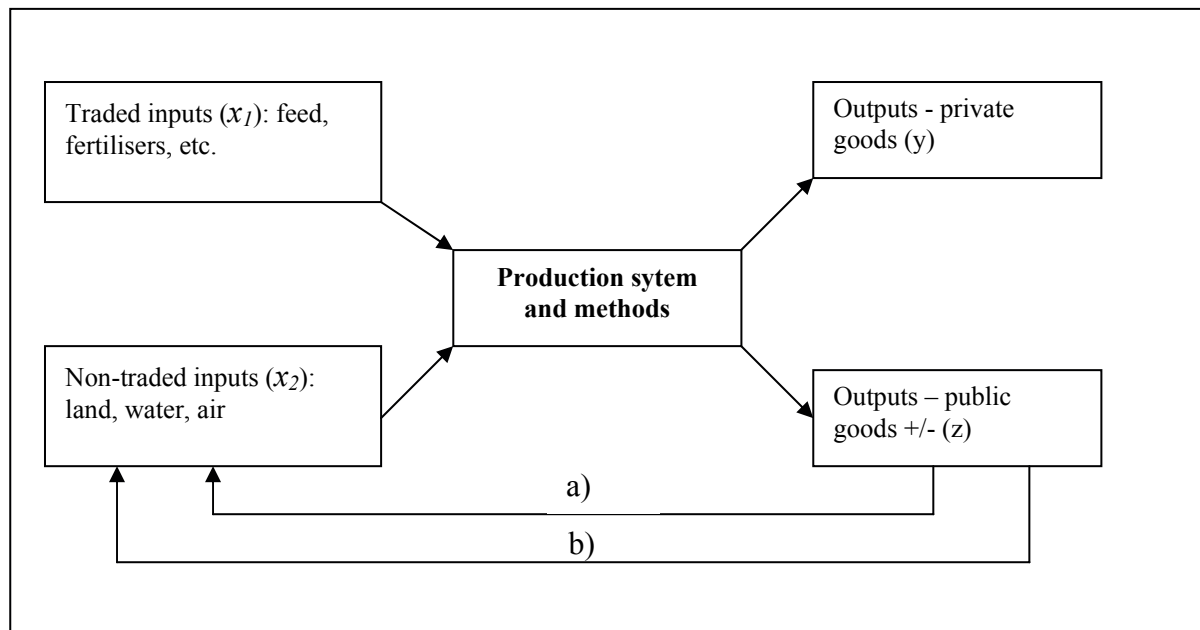 Traded inputs (x1): feed,
fertilisers, etc.
Outputs - private
goods (y)
Production sytem
and methods
Non-traded inputs (x2):
land, water, air
Outputs – public
goods +/- (z)
a)
b)